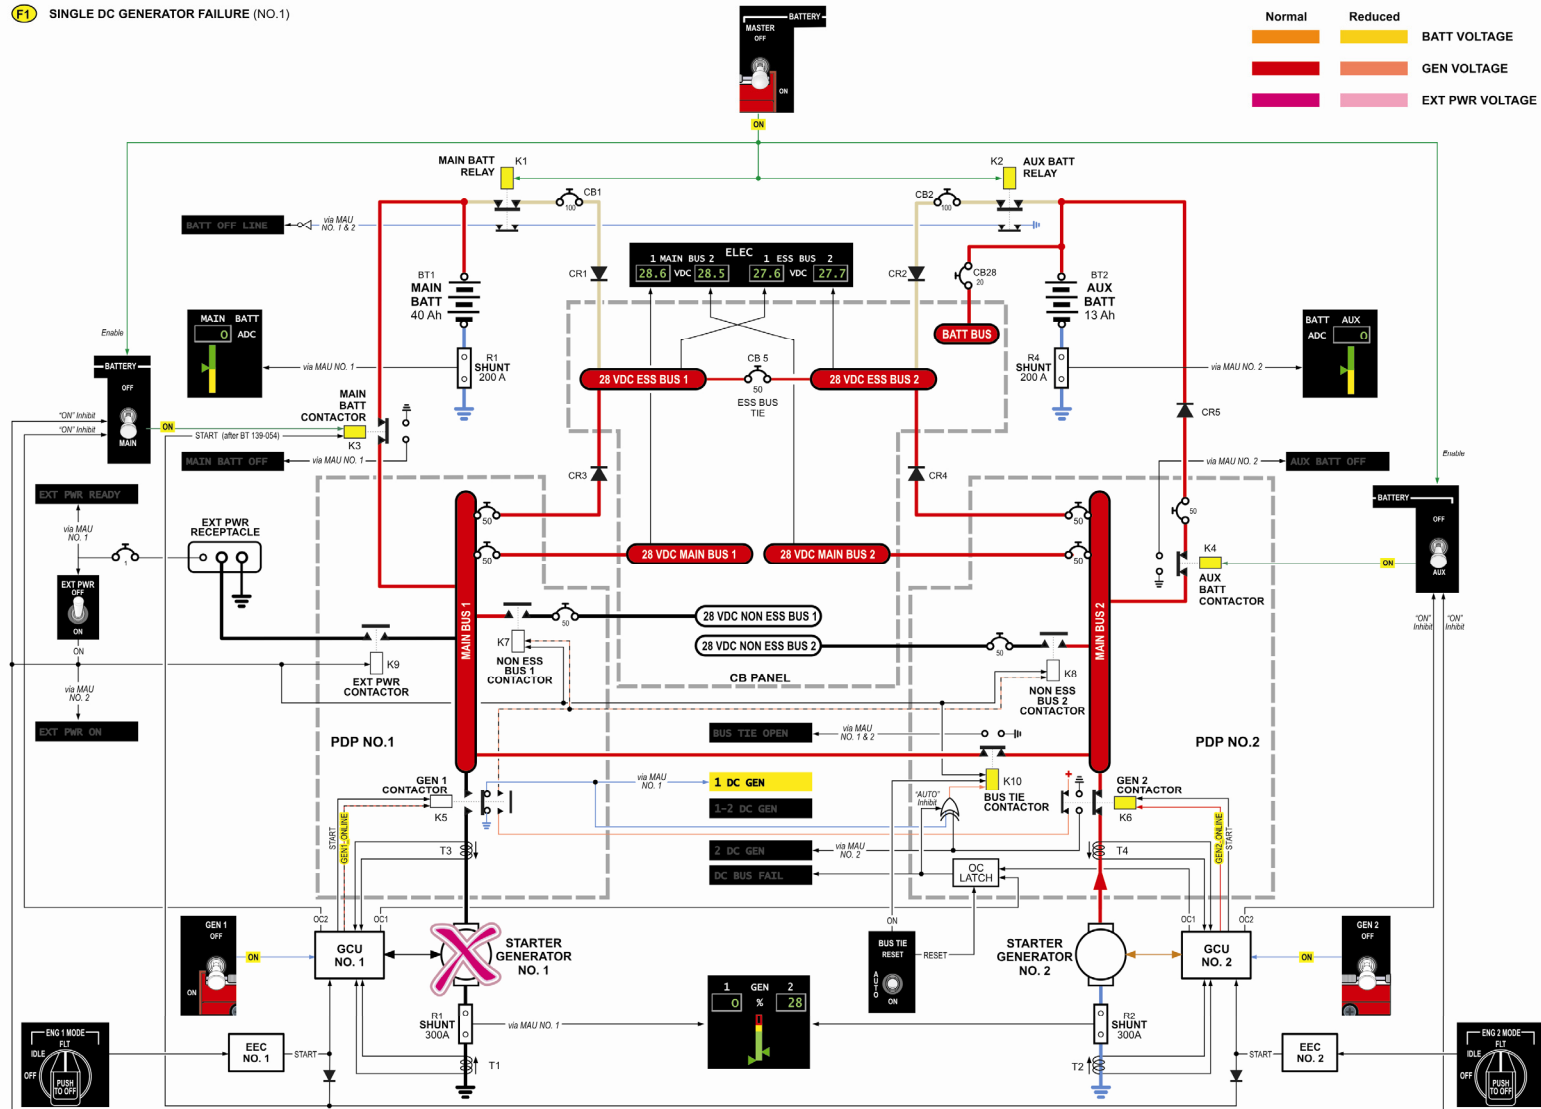 F1 SINGLE DC GENERATOR FAILURE (NO.1)
BATTERY
MASTER
OFF
ON
ON
Normal Reduced
BATT VOLTAGE
GEN VOLTAGE
EXT PWR VOLTAGE
MAIN BATT
RELAY
K1
CB1
100
K2
AUX BATT
RELAY
CB2
100
BATT OFF LINE
via MAU
NO. 1 & 2
ELEC
1 MAIN BUS 2 1 ESS BUS 2
28.6 VDC 28.5 27.6 VDC 27.7
CR1
CR2
CB28
20
BT1
MAIN
BATT
40 Ah
BT2
AUX
BATT
13 Ah
BATT BUS
MAIN BATT
0 ADC
BATT AUX
ADC 0
Enable
via MAU NO. 1
R1
SHUNT
200 A
R4
SHUNT
200 A
via MAU NO. 2
28 VDC ESS BUS 1
CB 5
50
ESS BUS
TIE
28 VDC ESS BUS 2
BATTERY
OFF
MAIN
"ON" Inhibit
"ON" Inhibit
ON
START (after BT 139-054)
MAIN
BATT
CONTACTOR
K3
CR5
MAIN BATT OFF
via MAU NO. 1
via MAU NO. 2
AUX BATT OFF
Enable
CR3
CR4
EXT PWR READY
via MAU
NO. 1
EXT PWR
RECEPTACLE
1
50
50
50
50
50
BATTERY
OFF
AUX
28 VDC MAIN BUS 1
28 VDC MAIN BUS 2
K4
AUX
BATT
CONTACTOR
ON
EXT PWR
OFF
ON
ON
MAIN BUS 1
MAIN BUS 2
50
28 VDC NON ESS BUS 1
28 VDC NON ESS BUS 2
50
"ON"
Inhibit
"ON"
Inhibit
K7
NON ESS
BUS 1
CONTACTOR
K9
EXT PWR
CONTACTOR
CB PANEL
K8
NON ESS
BUS 2
CONTACTOR
via MAU
NO. 2
EXT PWR ON
PDP NO.1
BUS TIE OPEN
via MAU
NO. 1 & 2
PDP NO.2
GEN 1
CONTACTOR
K5
via MAU
NO. 1
1 DC GEN
1-2 DC GEN
"AUTO"
Inhibit
K10
BUS TIE
CONTACTOR
+
GEN 2
CONTACTOR
K6
START
GEN1_ONLINE
GEN2_ONLINE
START
T3
2 DC GEN
via MAU
NO. 2
DC BUS FAIL
OC
LATCH
T4
OC2
OC1
OC1
OC2
GEN 1
OFF
ON
ON
GCU
NO. 1
STARTER
GENERATOR
NO. 1
ON
BUS TIE
RESET
AUTO
ON
RESET
STARTER
GENERATOR
NO. 2
GCU
NO. 2
ON
GEN 2
OFF
ON
1 GEN 2
0 % 28
R1
SHUNT
300A
via MAU NO. 1
R2
SHUNT
300A
ENG 1 MODE
FLT
IDLE
OFF
PUSH
TO OFF
EEC
NO. 1
START
T1
T2
START
EEC
NO. 2
ENG 2 MODE
FLT
IDLE
OFF
PUSH
TO OFF